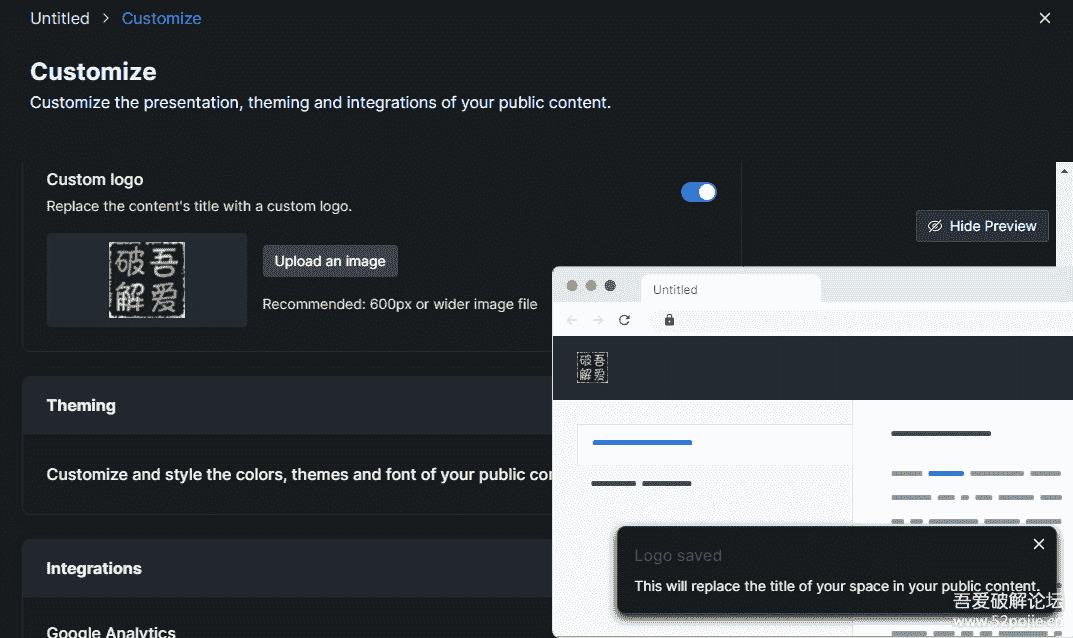 Untitled > Customize
Customize
Customize the presentation, theming and integrations of your public content.
Custom logo
Replace the content's title with a custom logo.
破吾
解爱
Upload an image
Recommended: 600px or wider image file
Hide Preview
Untitled
破吾
解爱
Theming
Customize and style the colors, themes and font of your public co
Integrations
Google Analytics
Logo saved
This will replace the title of your space in your public content.
吾爱破解论坛
www.52pojie.cn